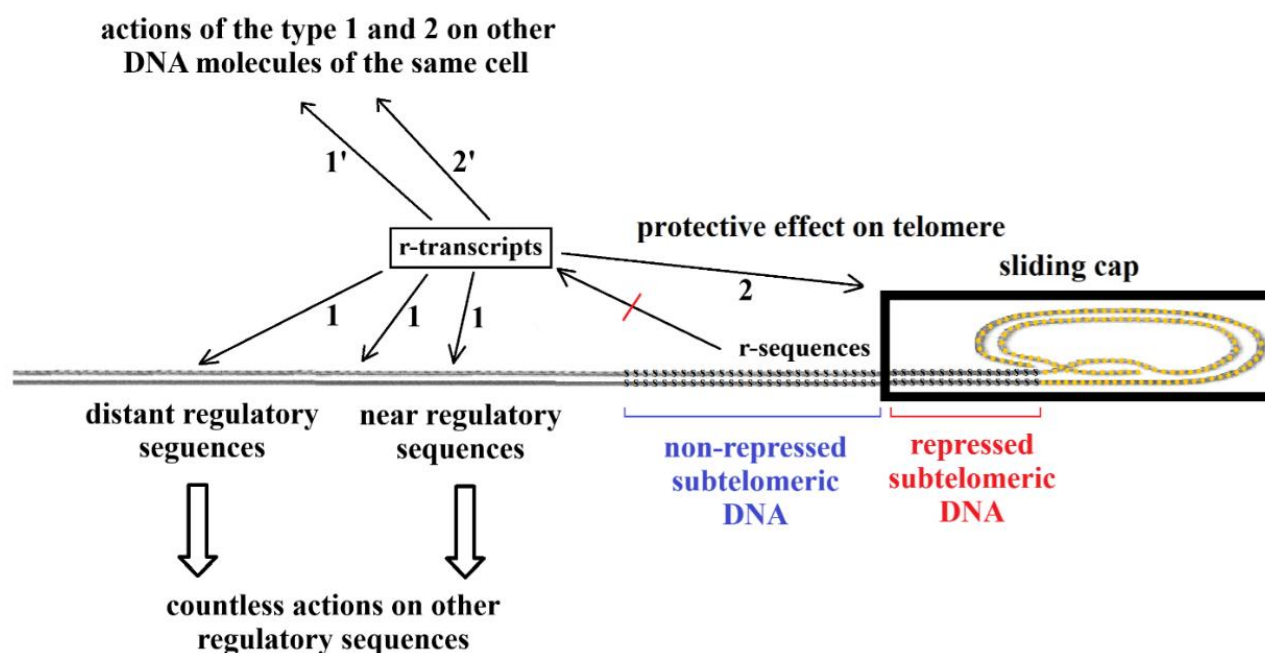 actions of the type 1 and 2 on other
DNA molecules of the same cell
1'
2'
protective effect on telomere
r-transcripts
sliding cap
2
1
1
1
r-sequences
distant regulatory
seguences
near regulatory
sequences
non-repressed
subtelomeric
DNA
repressed
subtelomeric
DNA
countless actions on other
regulatory sequences